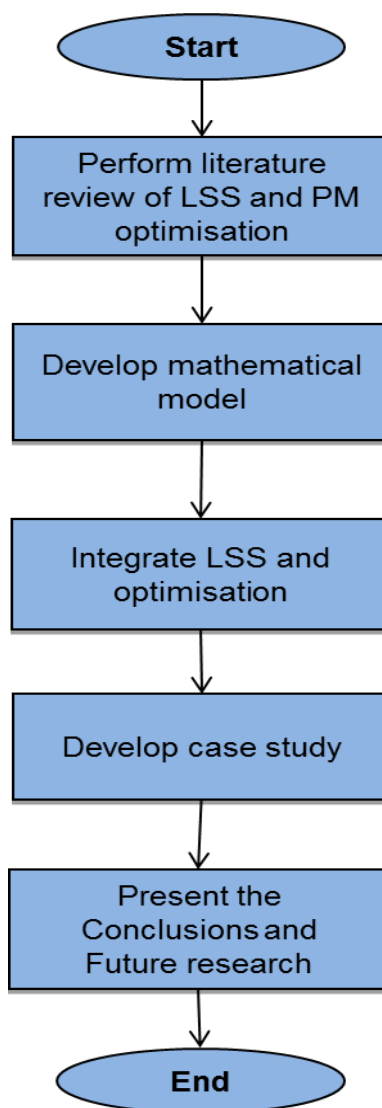 Start
Perform literature
review of LSS and PM
optimisation
Develop mathematical
model
Integrate LSS and
optimisation
Develop case study
Present the
Conclusions and
Future research
End